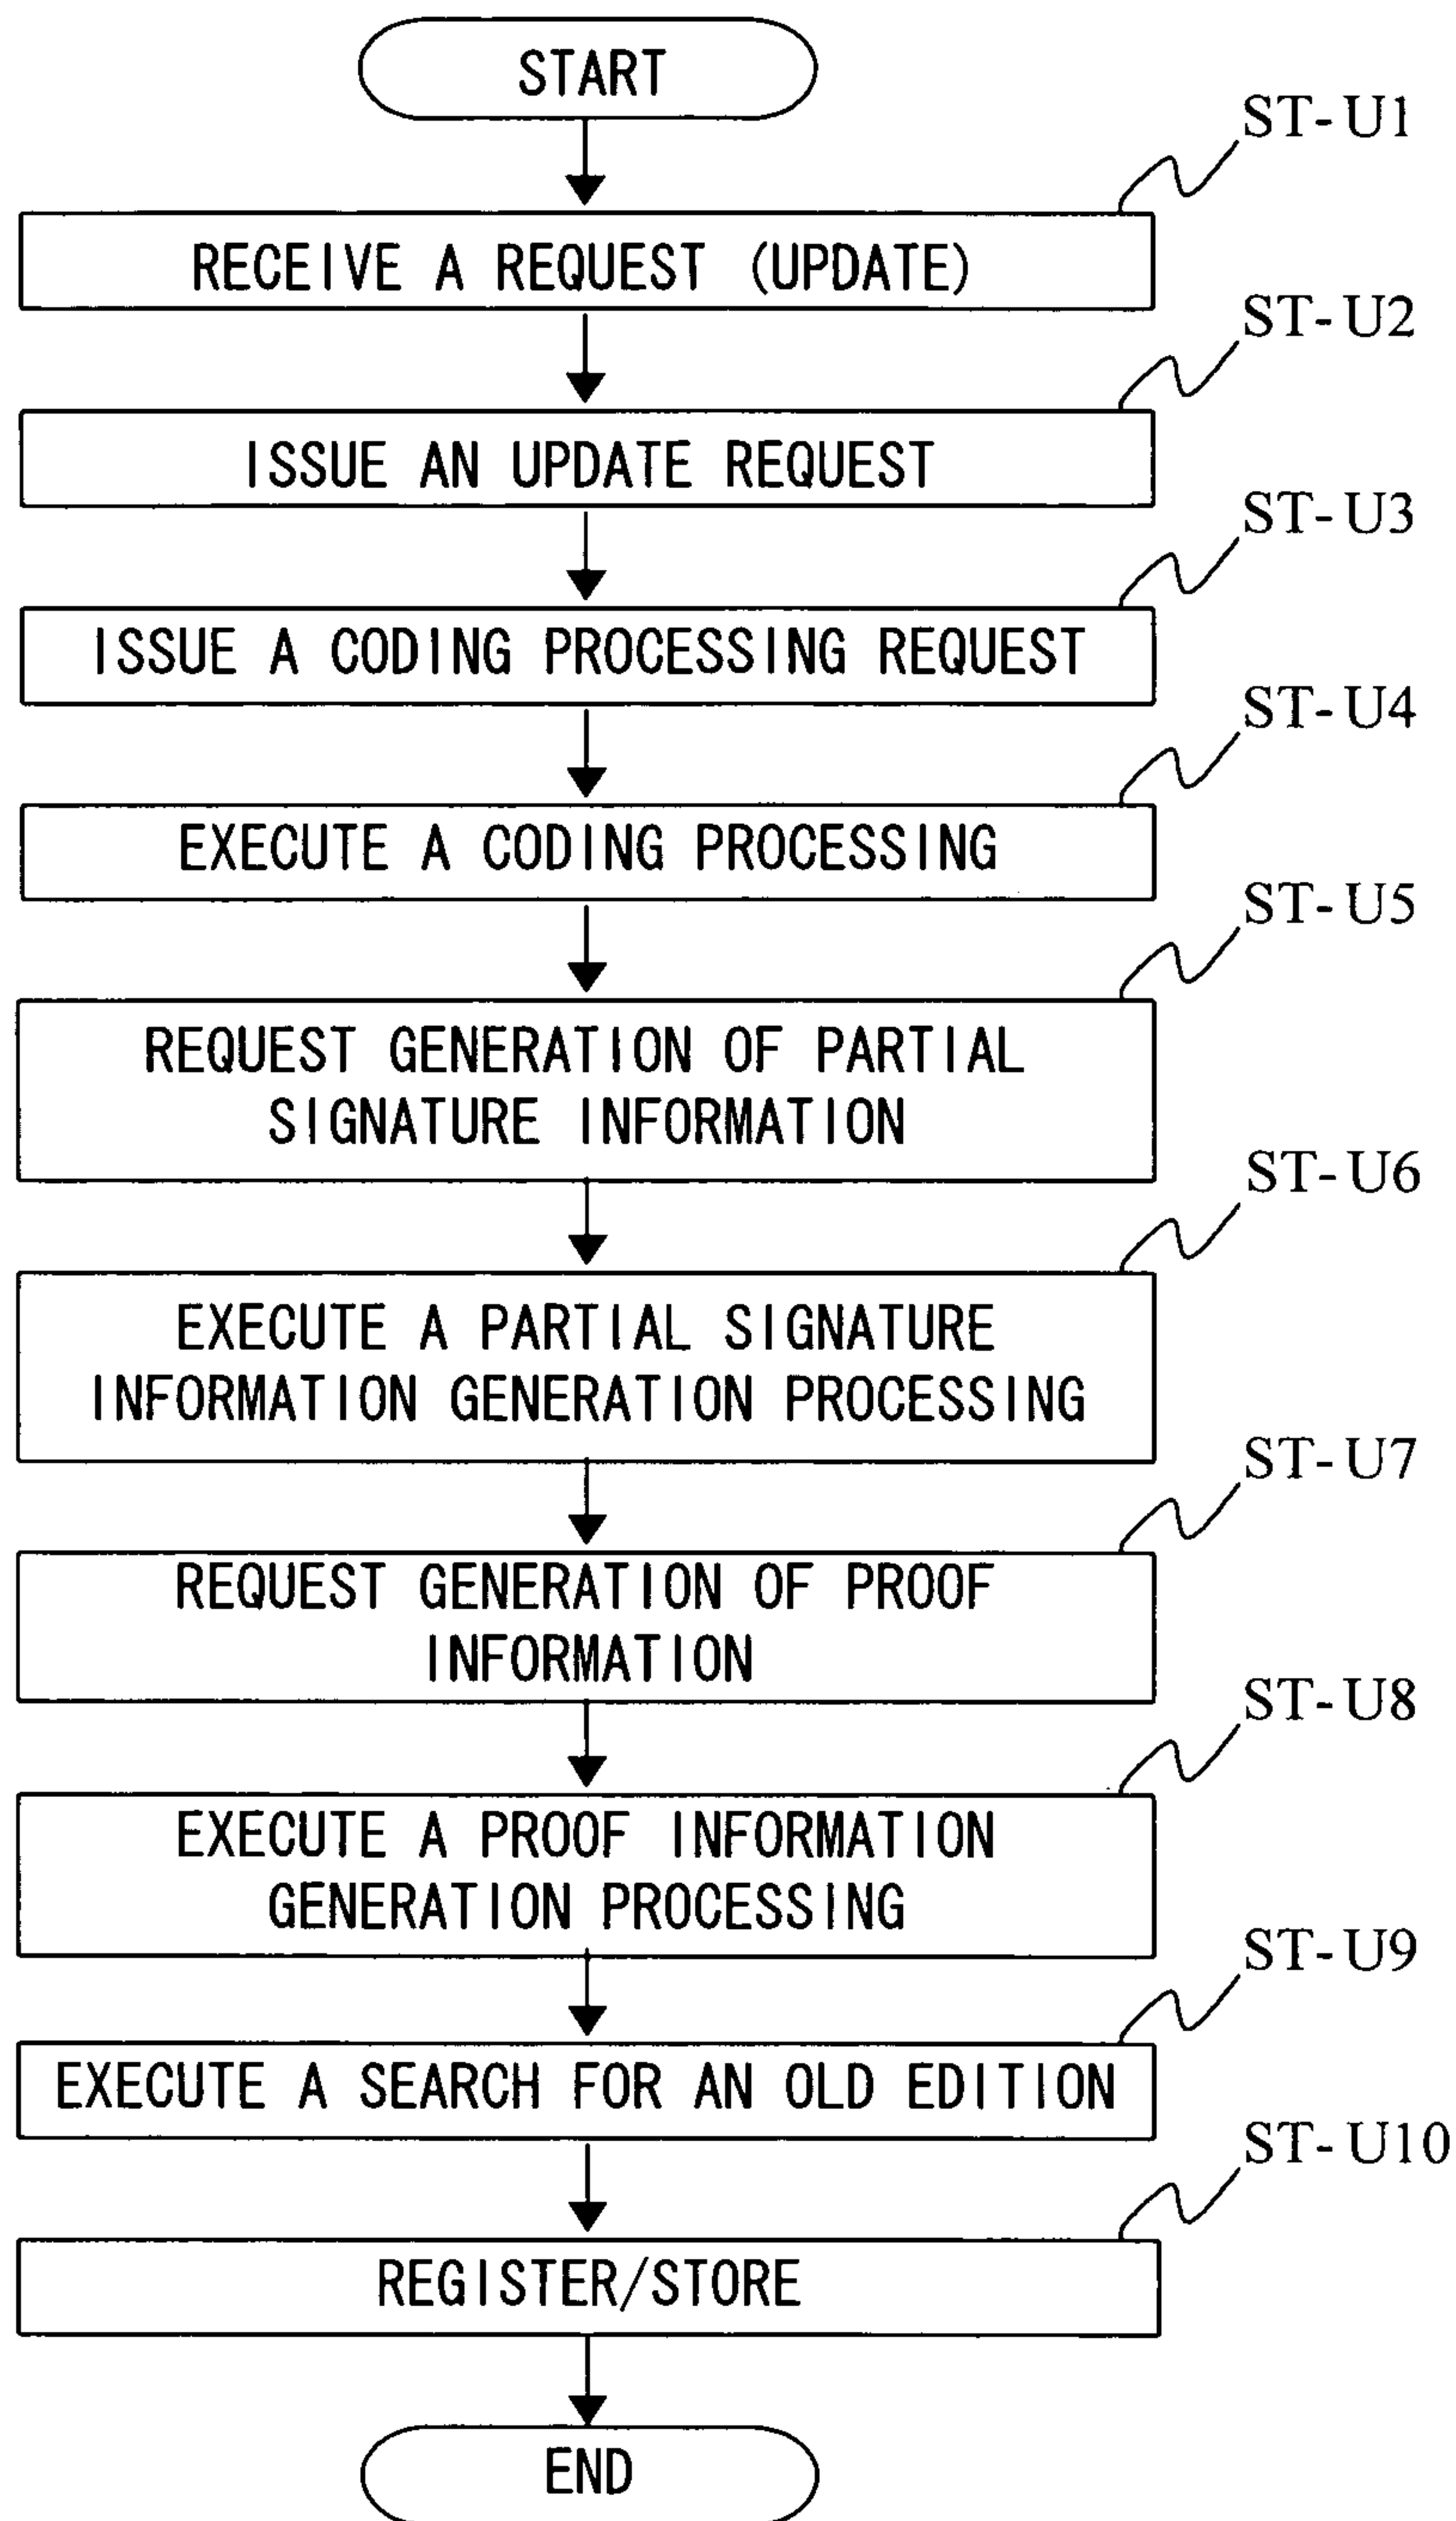 START
ST-U1
RECEIVE A REQUEST (UPDATE)
ST-U2
ISSUE AN UPDATE REQUEST
ST-U3
ISSUE A CODING PROCESSING REQUEST
ST-U4
EXECUTE A CODING PROCESSING
ST-U5
REQUEST GENERATION OF PARTIAL
SIGNATURE INFORMATION
ST-U6
EXECUTE A PARTIAL SIGNATURE
INFORMATION GENERATION PROCESSING
ST-U7
REQUEST GENERATION OF PROOF
INFORMATION
ST-U8
EXECUTE A PROOF INFORMATION
GENERATION PROCESSING
ST-U9
EXECUTE A SEARCH FOR AN OLD EDITION
ST-U10
REGISTER/STORE
END